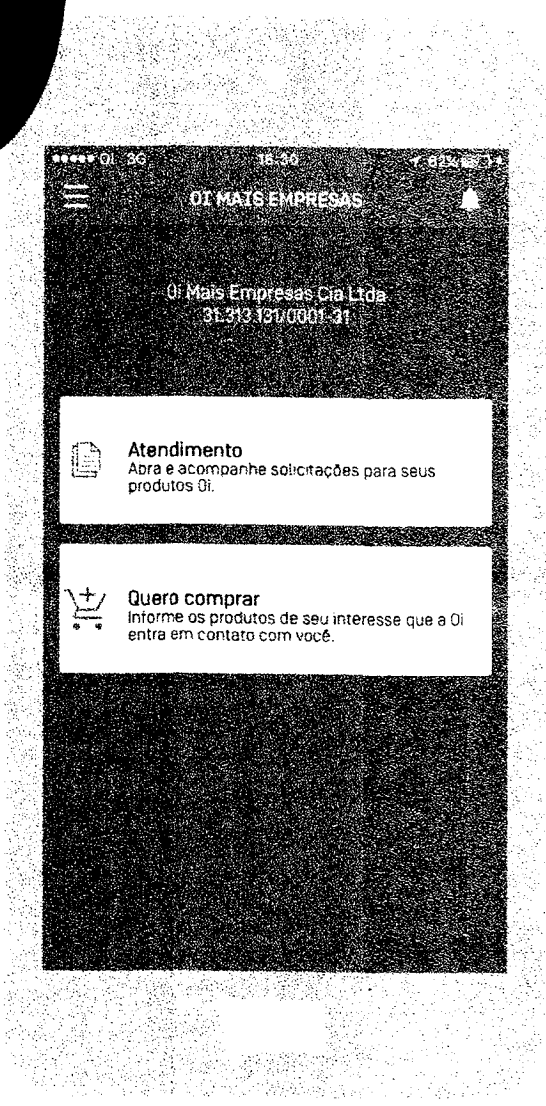 Oi 3G 16:30 62%
OI MAIS EMPRESAS
Oi Mais Empresas Cia Ltda
31.313.131/0001-31
Atendimento
Abra e acompanhe solicitações para seus
produtos Oi.
Quero comprar
Informe os produtos de seu interesse que a Oi
entra em contato com você.